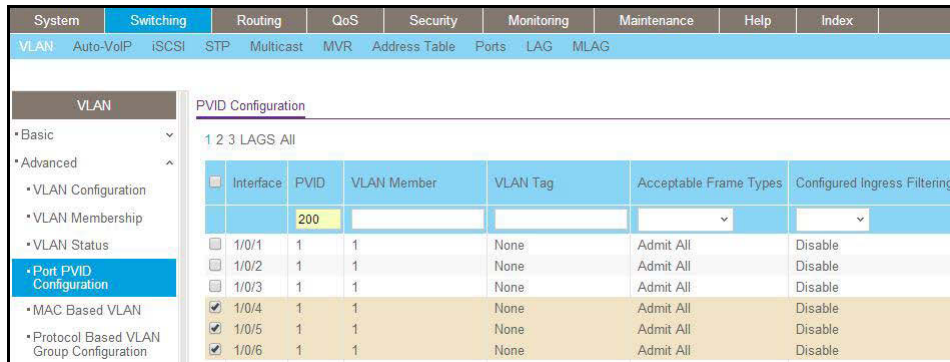 System Switching Routing QoS Security Monitoring Maintenance Help Index
VLAN Auto-VoIP iSCSI STP Multicast MVR Address Table Ports LAG MLAG
VLAN
Basic
Advanced
VLAN Configuration
VLAN Membership
VLAN Status
Port PVID
Configuration
MAC Based VLAN
Protocol Based VLAN
Group Configuration
PVID Configuration
1 2 3 LAGS All
Interface PVID VLAN Member VLAN Tag Acceptable Frame Types Configured Ingress Filtering
200
1/0/1 1 1 None Admit All Disable
1/0/2 1 1 None Admit All Disable
1/0/3 1 1 None Admit All Disable
1/0/4 1 1 None Admit All Disable
1/0/5 1 1 None Admit All Disable
1/0/6 1 1 None Admit All Disable